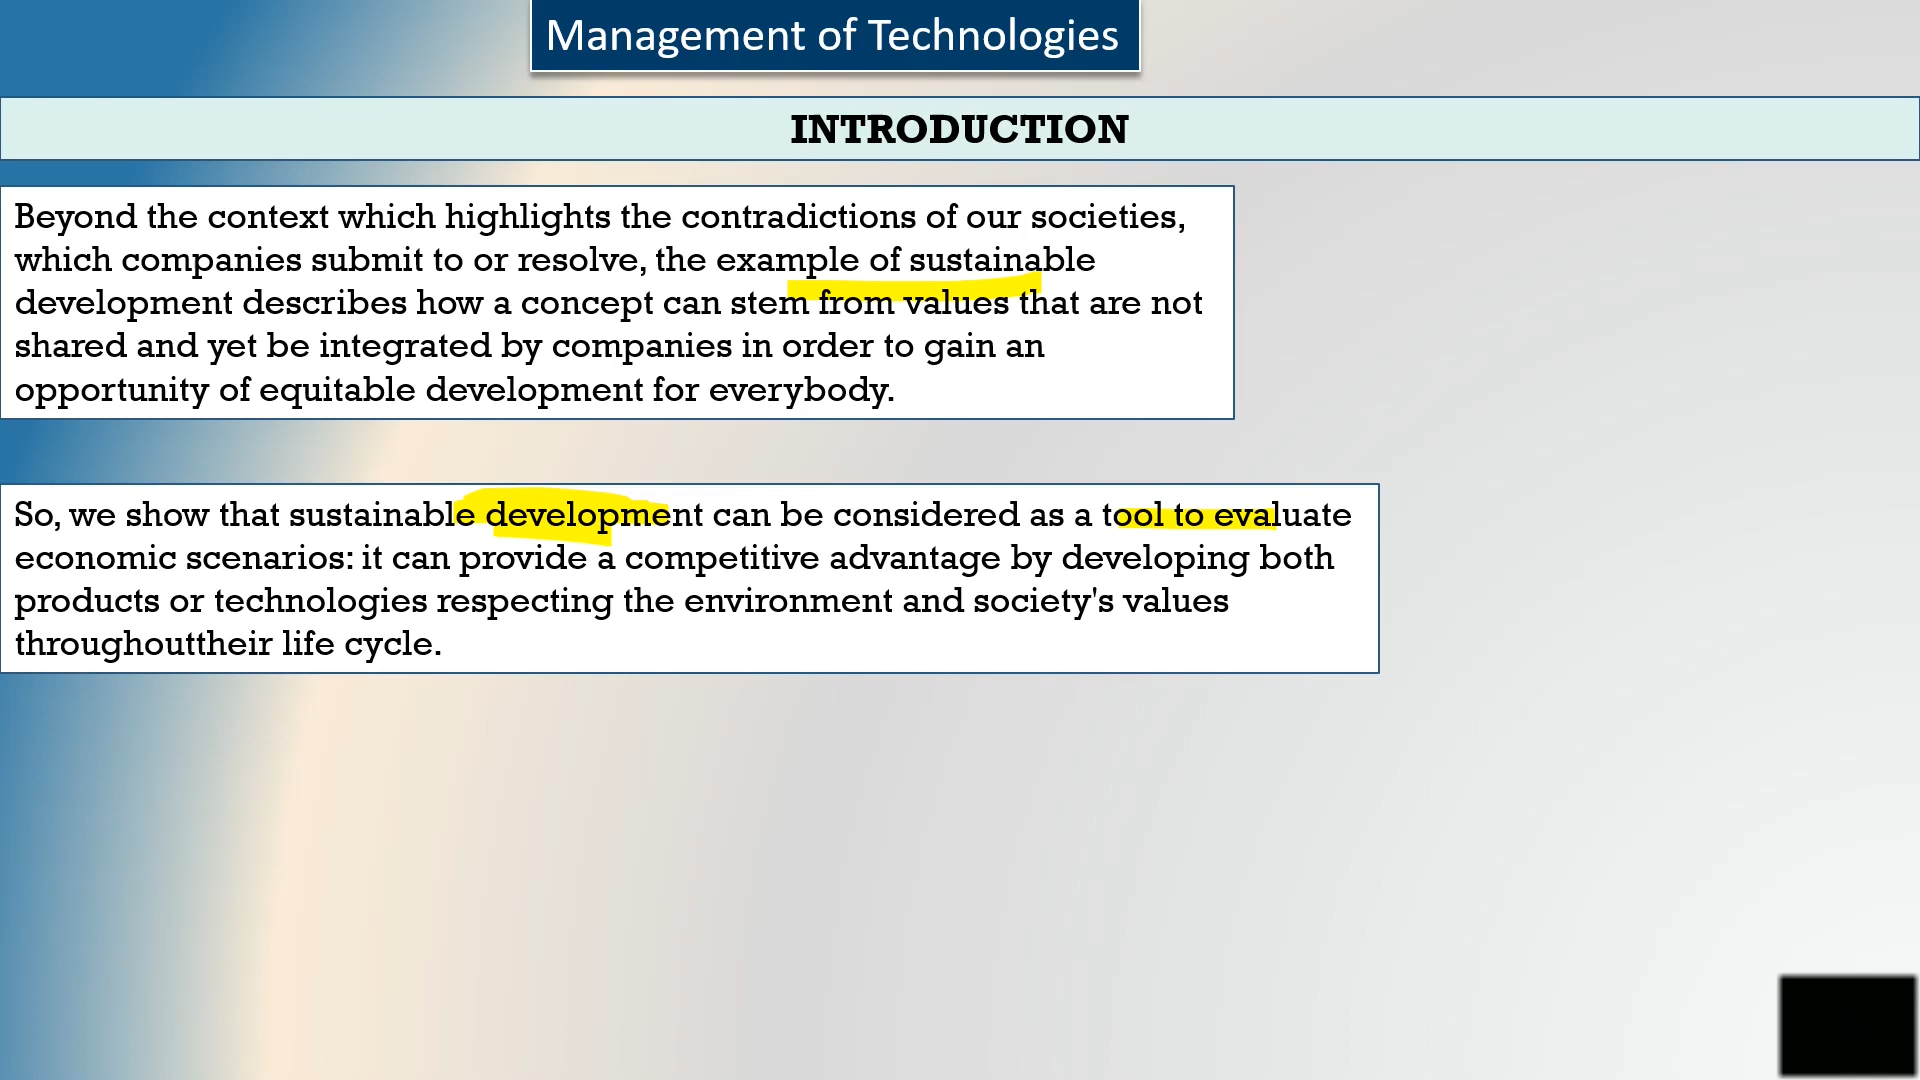 Management of Technologies
INTRODUCTION
Beyond the context which highlights the contradictions of our societies,
which companies submit to or resolve, the example of sustainable
development describes how a concept can stem from values that are not
shared and yet be integrated by companies in order to gain an
opportunity of equitable development for everybody.
So, we show that sustainable development can be considered as a tool to evaluate
economic scenarios: it can provide a competitive advantage by developing both
products or technologies respecting the environment and society's values
throughouttheir life cycle.